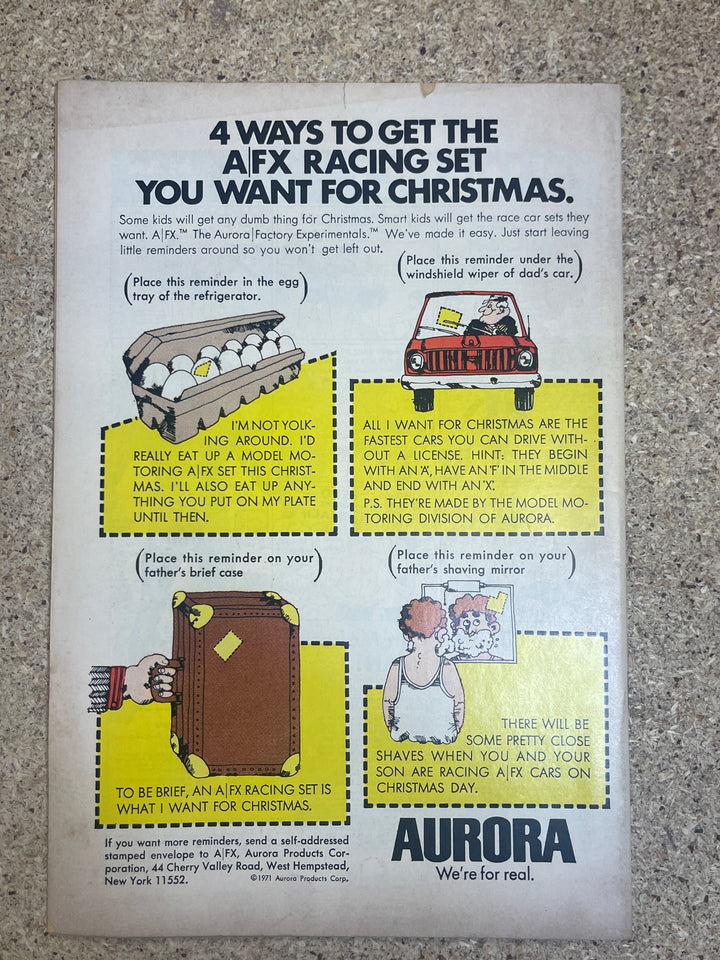 4 WAYS TO GET THE
A|FX RACING SET
YOU WANT FOR CHRISTMAS.
Some kids will get any dumb thing for Christmas. Smart kids will get the race car sets they
want. A|FX.™ The Aurora|Factory Experimentals.™ We've made it easy. Just start leaving
little reminders around so you won't get left out.
(Place this reminder in the egg
tray of the refrigerator.)
(Place this reminder under the
windshield wiper of dad's car.)
I'M NOT YOLK-
ING AROUND. I'D
REALLY EAT UP A MODEL MO-
TORING A|FX SET THIS CHRIST-
MAS. I'LL ALSO EAT UP ANY-
THING YOU PUT ON MY PLATE
UNTIL THEN.
ALL I WANT FOR CHRISTMAS ARE THE
FASTEST CARS YOU CAN DRIVE WITH-
OUT A LICENSE. HINT: THEY BEGIN
WITH AN 'A', HAVE AN 'F' IN THE MIDDLE
AND END WITH AN 'X'.
P.S. THEY'RE MADE BY THE MODEL MO-
TORING DIVISION OF AURORA.
(Place this reminder on your
father's brief case)
(Place this reminder on your
father's shaving mirror)
TO BE BRIEF, AN A|FX RACING SET IS
WHAT I WANT FOR CHRISTMAS.
THERE WILL BE
SOME PRETTY CLOSE
SHAVES WHEN YOU AND YOUR
SON ARE RACING A|FX CARS ON
CHRISTMAS DAY.
If you want more reminders, send a self-addressed
stamped envelope to A|FX, Aurora Products Cor-
poration, 44 Cherry Valley Road, West Hempstead,
New York 11552.
©1971 Aurora Products Corp.
AURORA
We're for real.